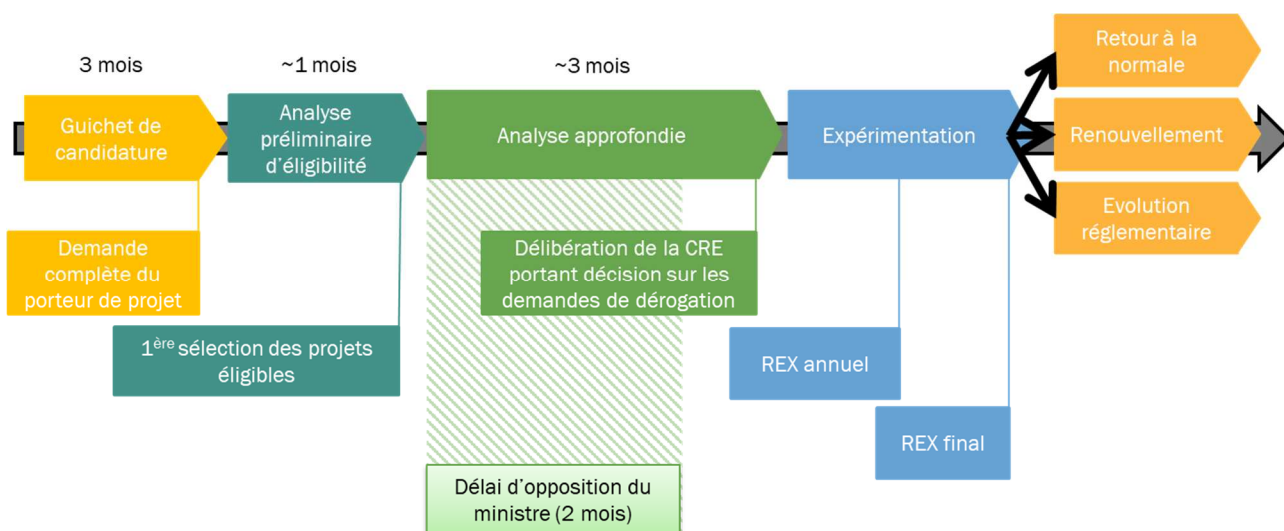 3 mois
~1 mois
~3 mois
Guichet de
candidature
Analyse
préliminaire
d’éligibilité
Analyse approfondie
Expérimentation
Retour à la
normale
Renouvellement
Evolution
réglementaire
Demande
complète du
porteur de projet
1ère sélection des projets
éligibles
Délibération de la CRE
portant décision sur les
demandes de dérogation
REX annuel
REX final
Délai d’opposition du
ministre (2 mois)